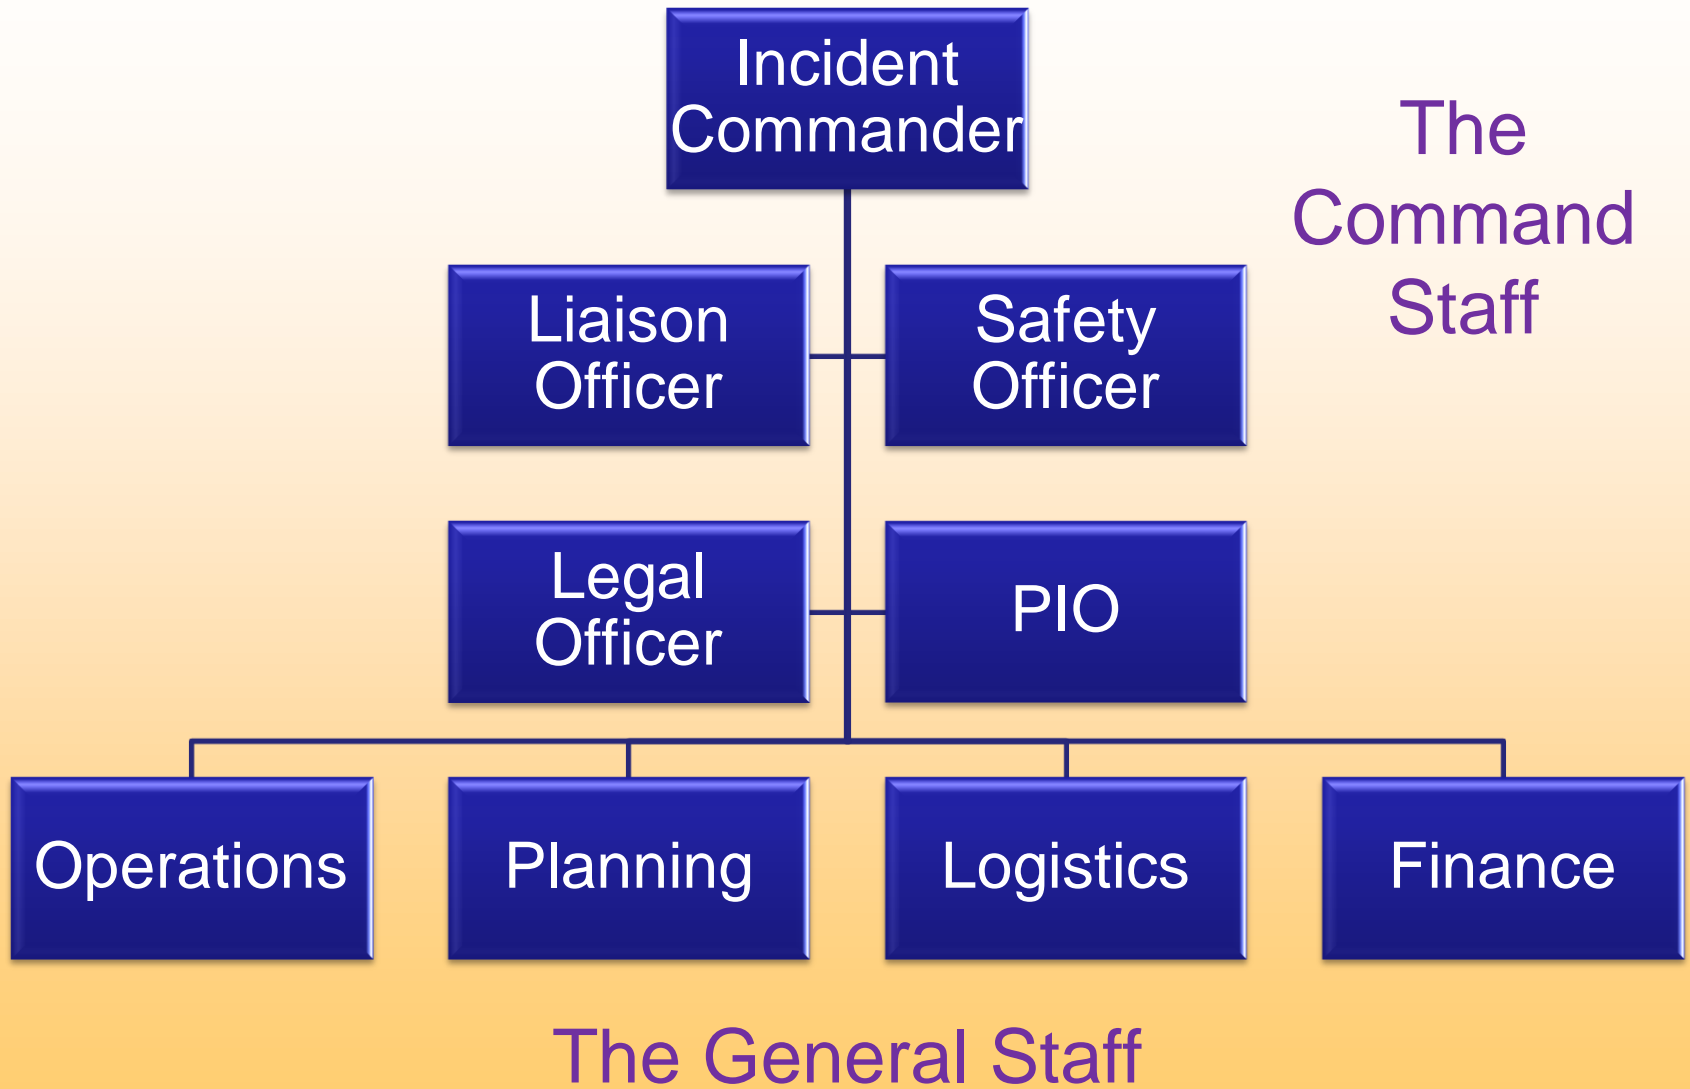 Incident
Commander
The
Command
Staff
Liaison
Officer
Safety
Officer
Legal
Officer
PIO
Operations
Planning
Logistics
Finance
The General Staff